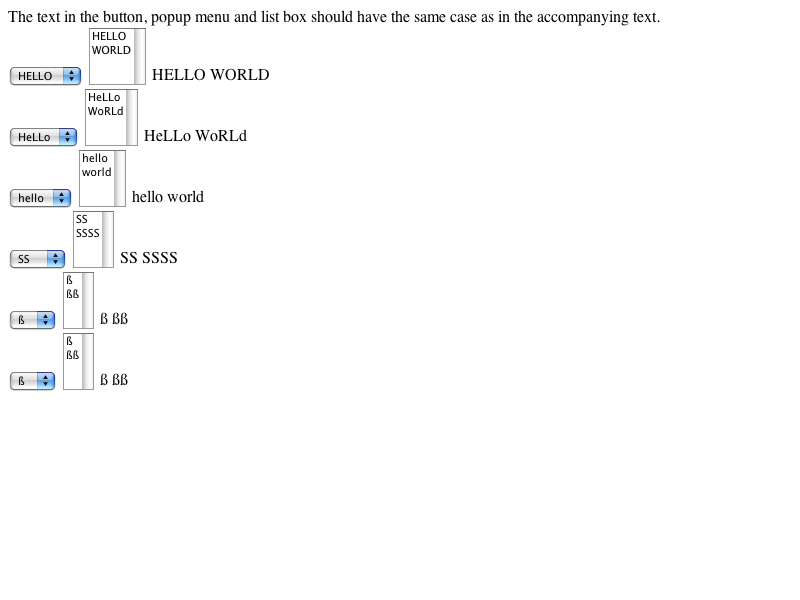 The text in the button, popup menu and list box should have the same case as in the accompanying text.
HELLO
WORLD
HELLO HELLO WORLD
HeLLo
WoRLd
HeLLo HeLLo WoRLd
hello
world
hello hello world
SS
SSSS
SS SS SSSS
ß
ßß
ß ß ßß
ß
ßß
ß ß ßß